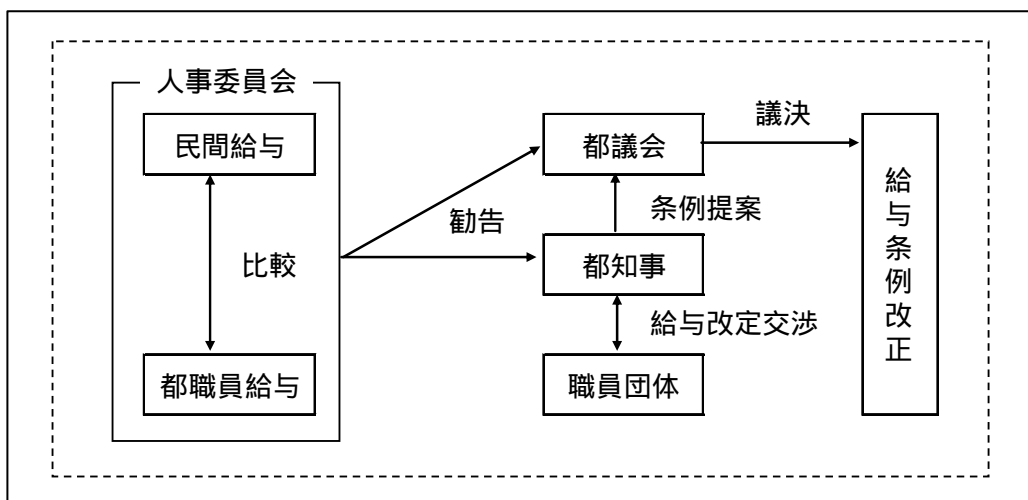 人事委員会
民間給与
比較
都職員給与
勧告
都議会
条例提案
都知事
給与改定交渉
職員団体
議決
給与条例改正